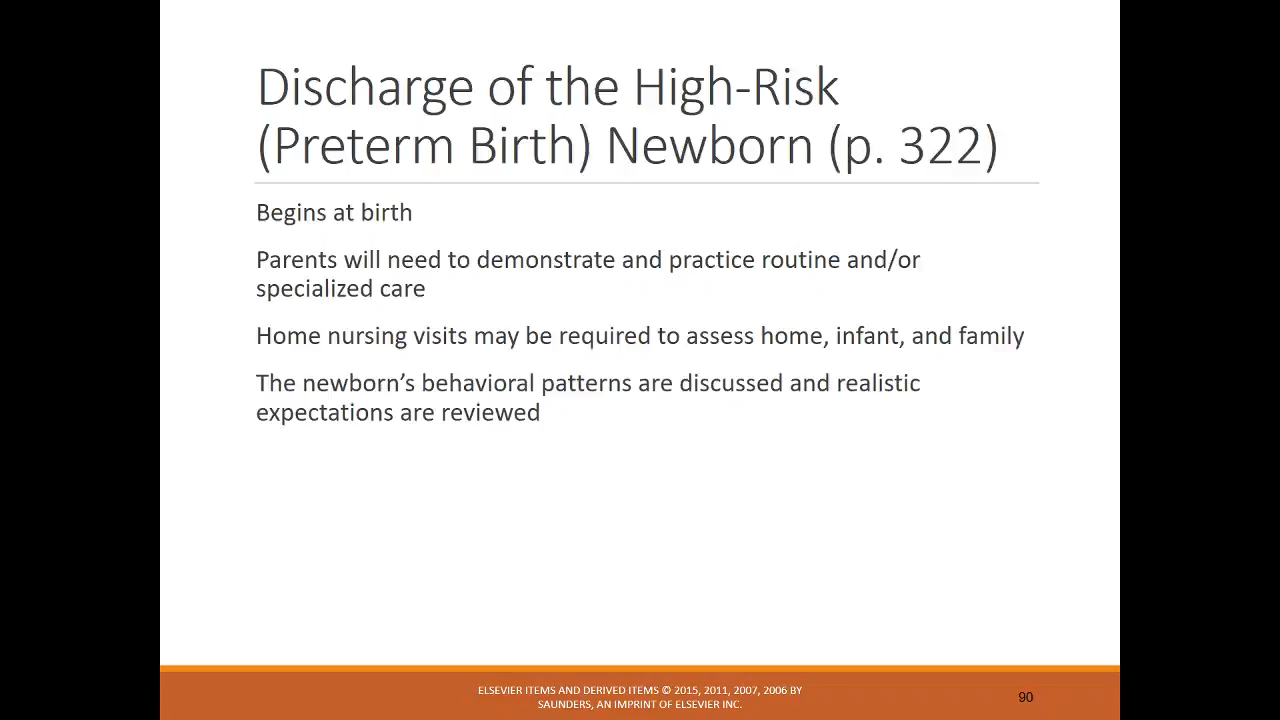 Discharge of the High-Risk
(Preterm Birth) Newborn (p. 322)
Begins at birth
Parents will need to demonstrate and practice routine and/or
specialized care
Home nursing visits may be required to assess home, infant, and family
The newborn’s behavioral patterns are discussed and realistic
expectations are reviewed
ELSEVIER ITEMS AND DERIVED ITEMS © 2015, 2011, 2007, 2006 BY
SAUNDERS, AN IMPRINT OF ELSEVIER INC.
90